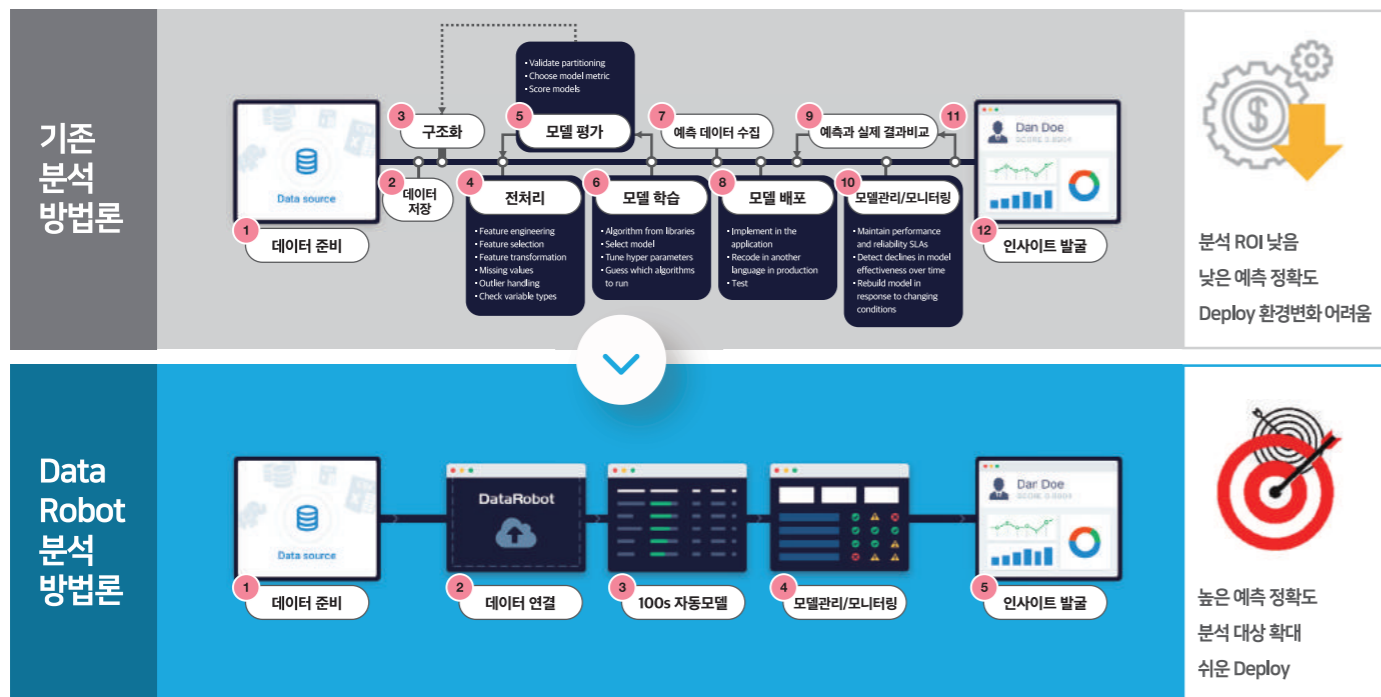 기존
분석
방법론
Data source
1
데이터 준비
2
데이터
저장
3
구조화
• Validate partitioning
• Choose model metric
• Score models
5
모델 평가
4
전처리
• Feature engineering
• Feature selection
• Feature transformation
• Missing values
• Outlier handling
• Check variable types
6
모델 학습
• Algorithm from libraries
• Select model
• Tune hyper parameters
• Guess which algorithms
to run
7
예측 데이터 수집
8
모델 배포
• Implement in the
application
• Recode in another
language in production
• Test
9
예측과 실제 결과비교
10
모델관리/모니터링
• Maintain performance
and reliability SLAs
• Detect declines in model
effectiveness over time
• Rebuild model in
response to changing
conditions
11
Dan Doe
SCORE 0.8904
12
인사이트 발굴
$
분석 ROI 낮음
낮은 예측 정확도
Deploy 환경변화 어려움
Data
Robot
분석
방법론
Data source
1
데이터 준비
DataRobot
2
데이터 연결
3
100s 자동모델
4
모델관리/모니터링
Dan Doe
SCORE 0.8904
5
인사이트 발굴
높은 예측 정확도
분석 대상 확대
쉬운 Deploy